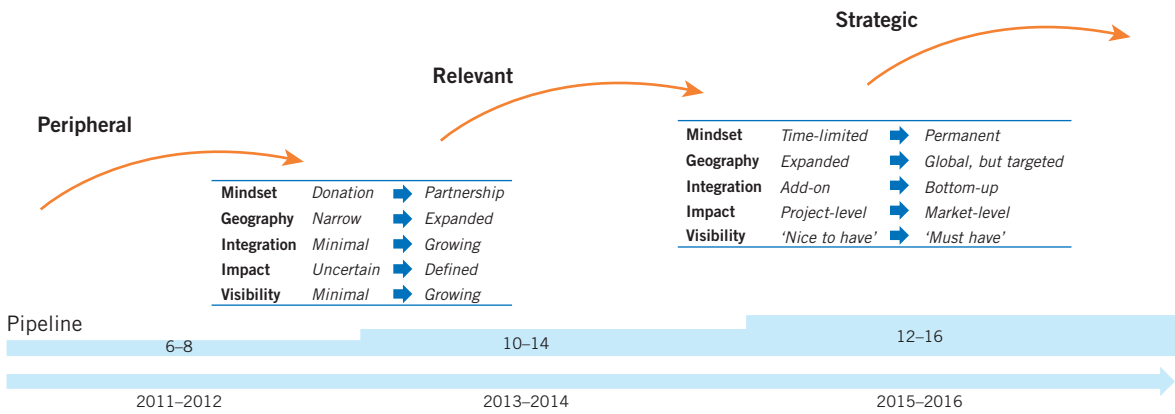 Peripheral
Relevant
Strategic
Mindset Donation Partnership
Geography Narrow Expanded
Integration Minimal Growing
Impact Uncertain Defined
Visibility Minimal Growing
Mindset Time-limited Permanent
Geography Expanded Global, but targeted
Integration Add-on Bottom-up
Impact Project-level Market-level
Visibility 'Nice to have' 'Must have'
Pipeline
6–8 10–14 12–16
2011–2012 2013–2014 2015–2016